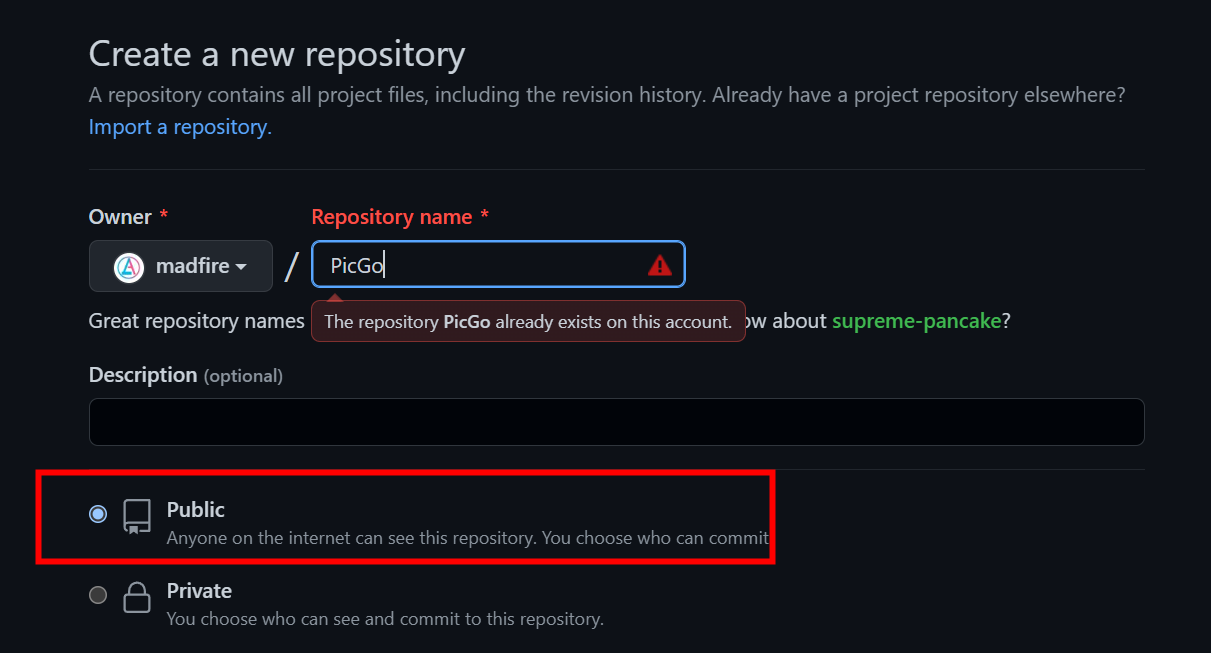 Create a new repository
A repository contains all project files, including the revision history. Already have a project repository elsewhere?
Import a repository.
Owner * Repository name *
madfire / PicGo
The repository PicGo already exists on this account.
Great repository names ow about supreme-pancake?
Description (optional)
Public
Anyone on the internet can see this repository. You choose who can commit
Private
You choose who can see and commit to this repository.